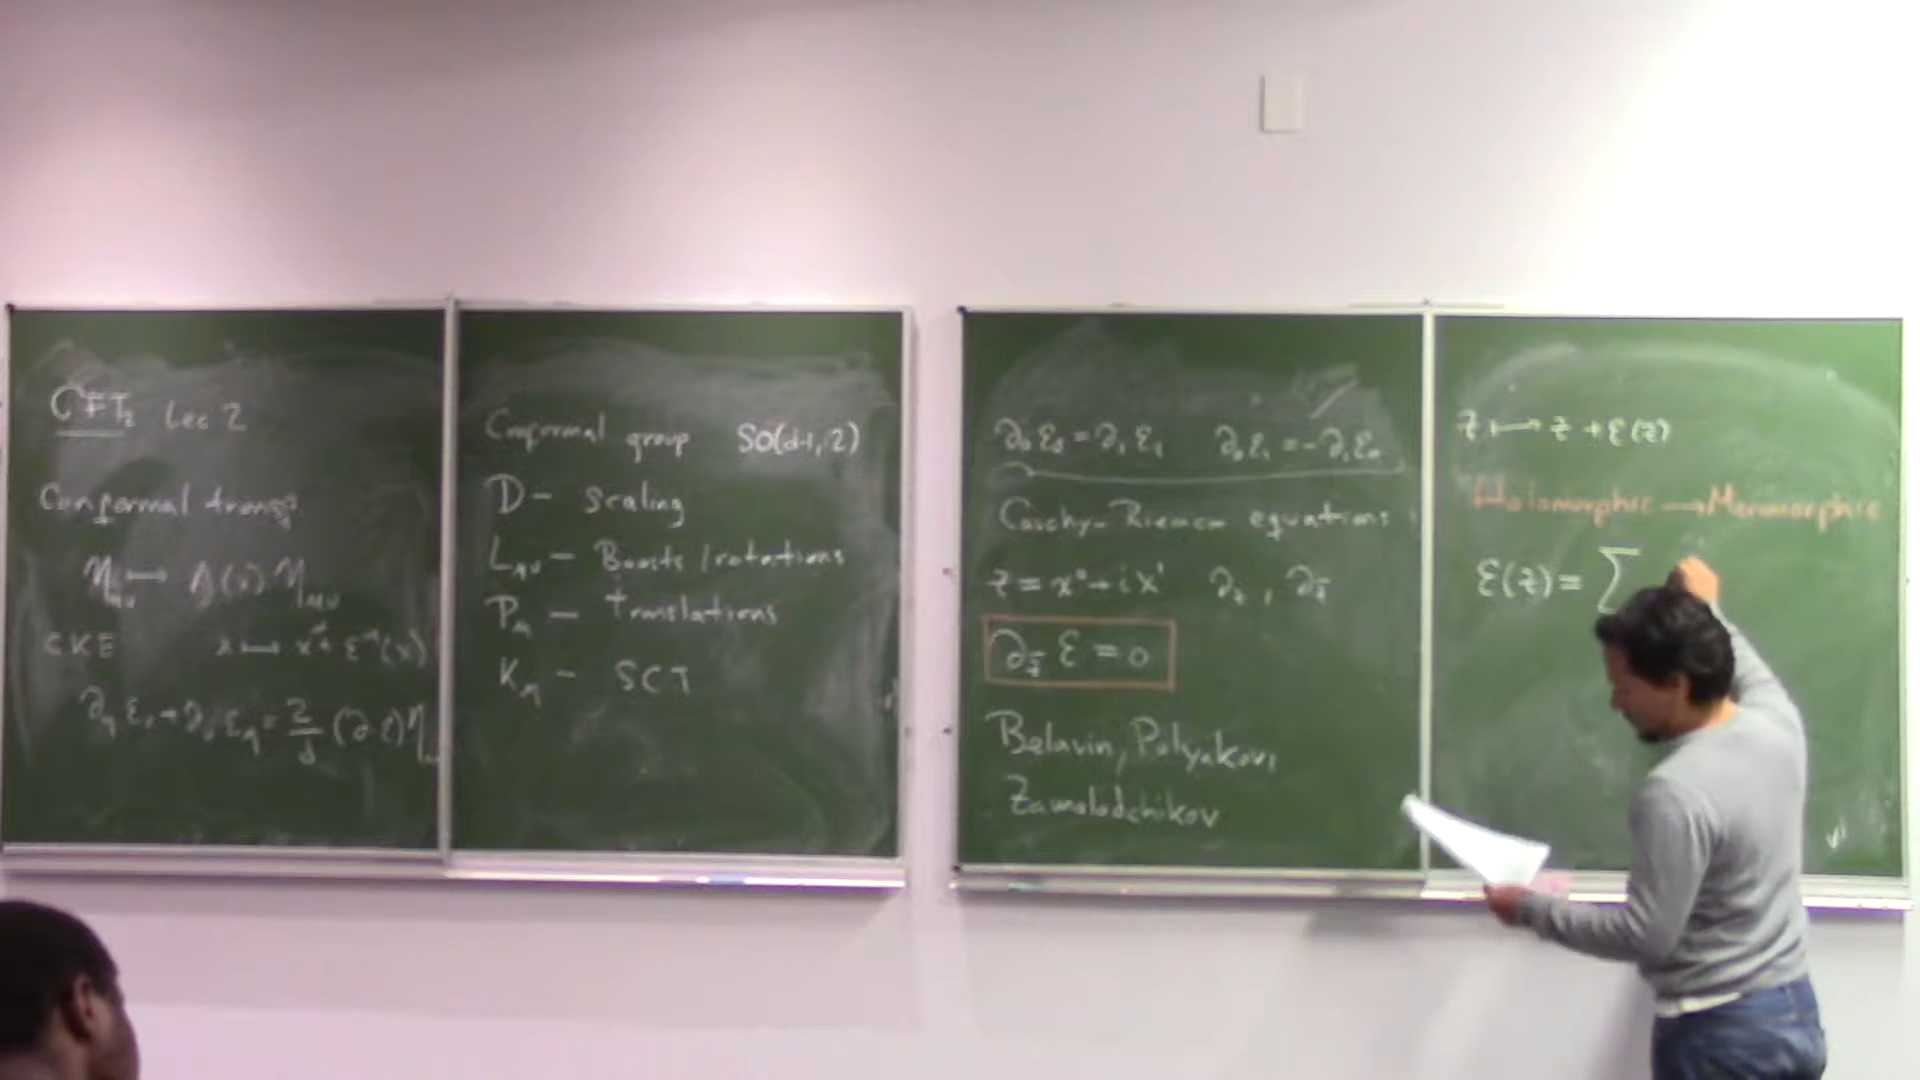 CFT₂ Lec 2
Conformal transf
η_μν ⟼ Λ(x) η_μν
CKE x ⟼ x^μ + ε^μ(x)
∂_μ ε_ν + ∂_ν ε_μ = 2/d (∂·ε) η_μν
Conformal group SO(d-1,2)
D – Scaling
L_μν – Boosts / rotations
P_μ – translations
K_μ – SCT
∂₀ε₀ = ∂₁ε₁ ∂₀ε₁ = -∂₁ε₀
Cauchy-Riemann equations
z = x⁰ + i x¹ ∂_z , ∂_z̄
∂_z̄ ε = 0
Belavin, Polyakov,
Zamolodchikov
z ⟼ z + ε(z)
Holomorphic → Meromorphic
ε(z) = ∑